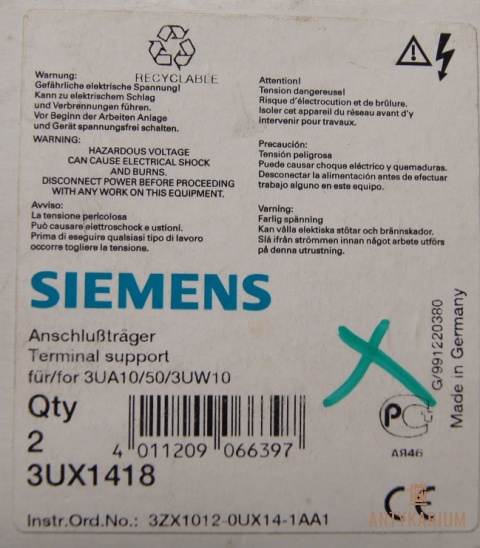 RECYCLABLE
Warnung:
Gefährliche elektrische Spannung!
Kann zu elektrischem Schlag
und Verbrennungen führen.
Vor Beginn der Arbeiten Anlage
und Gerät spannungsfrei schalten.
WARNING:
HAZARDOUS VOLTAGE
CAN CAUSE ELECTRICAL SHOCK
AND BURNS.
DISCONNECT POWER BEFORE PROCEEDING
WITH ANY WORK ON THIS EQUIPMENT.
Avviso:
La tensione pericolosa
Può causare elettroschock e ustioni.
Prima di eseguire qualsiasi tipo di lavoro
occorre togliere la tensione.
Attention!
Tension dangereuse!
Risque d'électrocution et de brûlure.
Isoler cet appareil du réseau avant d'y
intervenir pour travaux.
Precaución:
Tensión peligrosa
Puede causar choque eléctrico y quemaduras.
Desconectar la alimentación antes de efectuar
trabajo alguno en este equipo.
Varning:
Farlig spänning
Kan vålla elektiska stötar och brännskador.
Slå ifrån strömmen innan något arbete utförs
på denna utrustning.
SIEMENS
Anschlußträger
Terminal support
für/for 3UA10/50/3UW10
Qty
2
4 011209 066397
3UX1418
Instr.Ord.No.: 3ZX1012-0UX14-1AA1
G/991220380
Made in Germany
АЯ46
CE
ANTYKARIUM